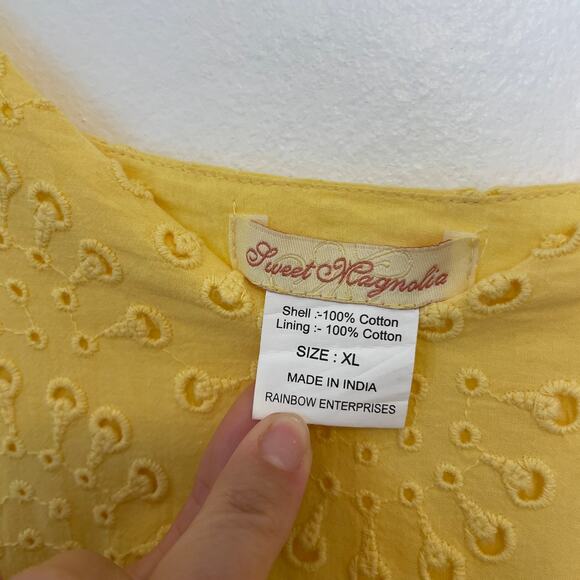 Sweet Magnolia
Shell :-100% Cotton
Lining :- 100% Cotton
SIZE : XL
MADE IN INDIA
RAINBOW ENTERPRISES